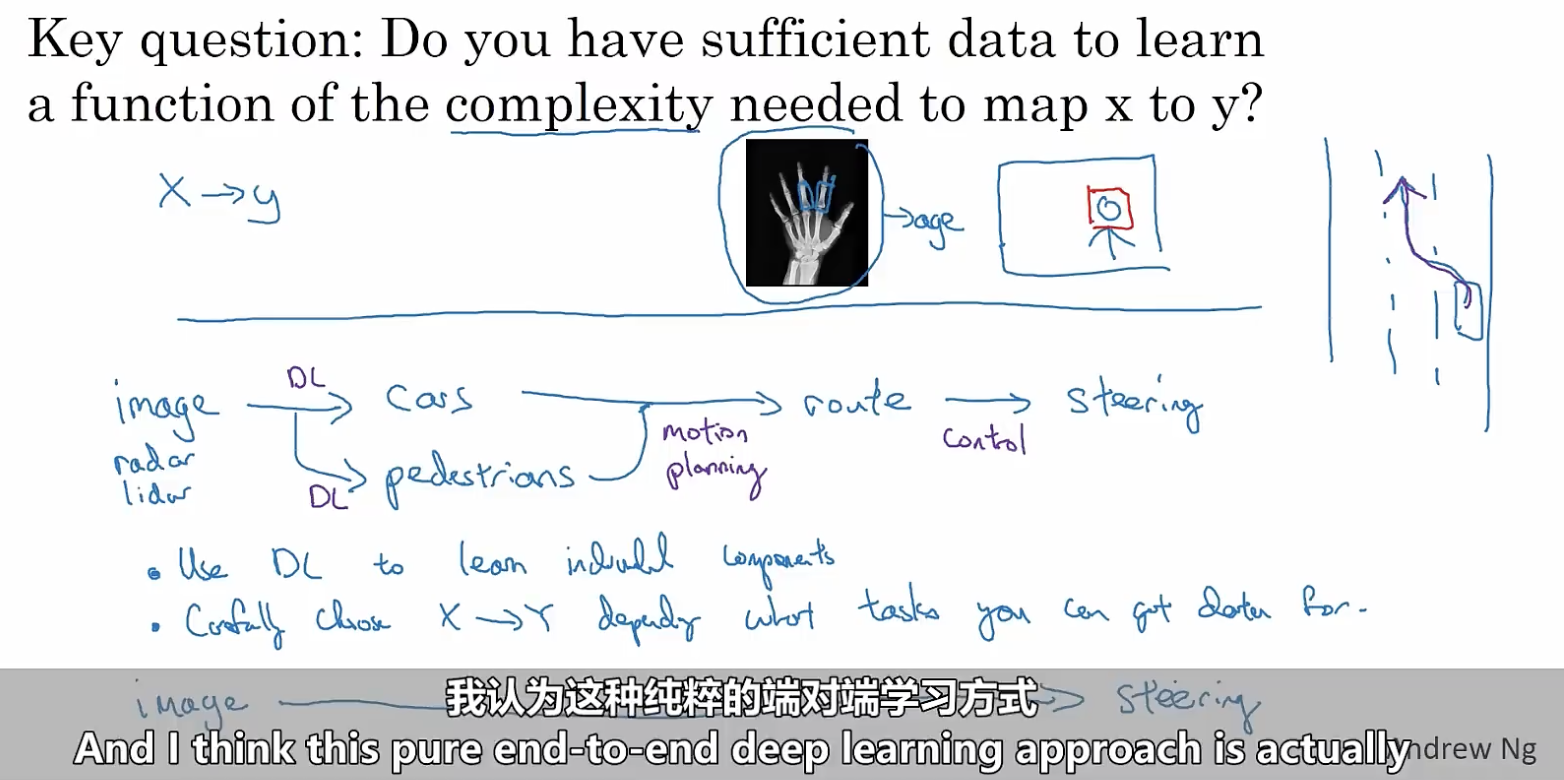 Key question: Do you have sufficient data to learn
a function of the complexity needed to map x to y?
X → y
→ age
image DL → cars → route → steering
radar
lidar
DL → pedestrians
motion
planning
control
• Use DL to learn individual components
• Carefully choose X → Y depending what tasks you can get data for.
image → steering
我认为这种纯粹的端对端学习方式
And I think this pure end-to-end deep learning approach is actually
Andrew Ng